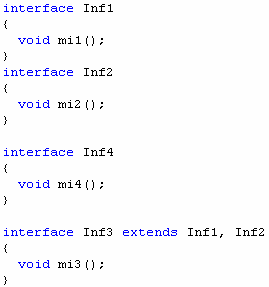 interface Inf1
{
  void mi1();
}
interface Inf2
{
  void mi2();
}

interface Inf4
{
  void mi4();
}

interface Inf3 extends Inf1, Inf2
{
  void mi3();
}